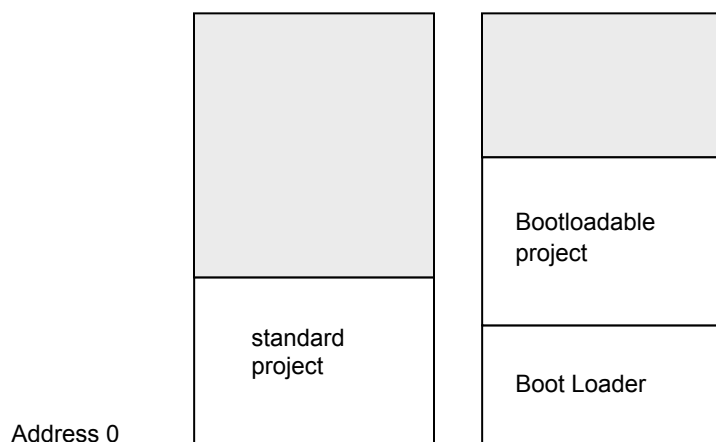 Bootloadable
project
standard
project
Boot Loader
Address 0